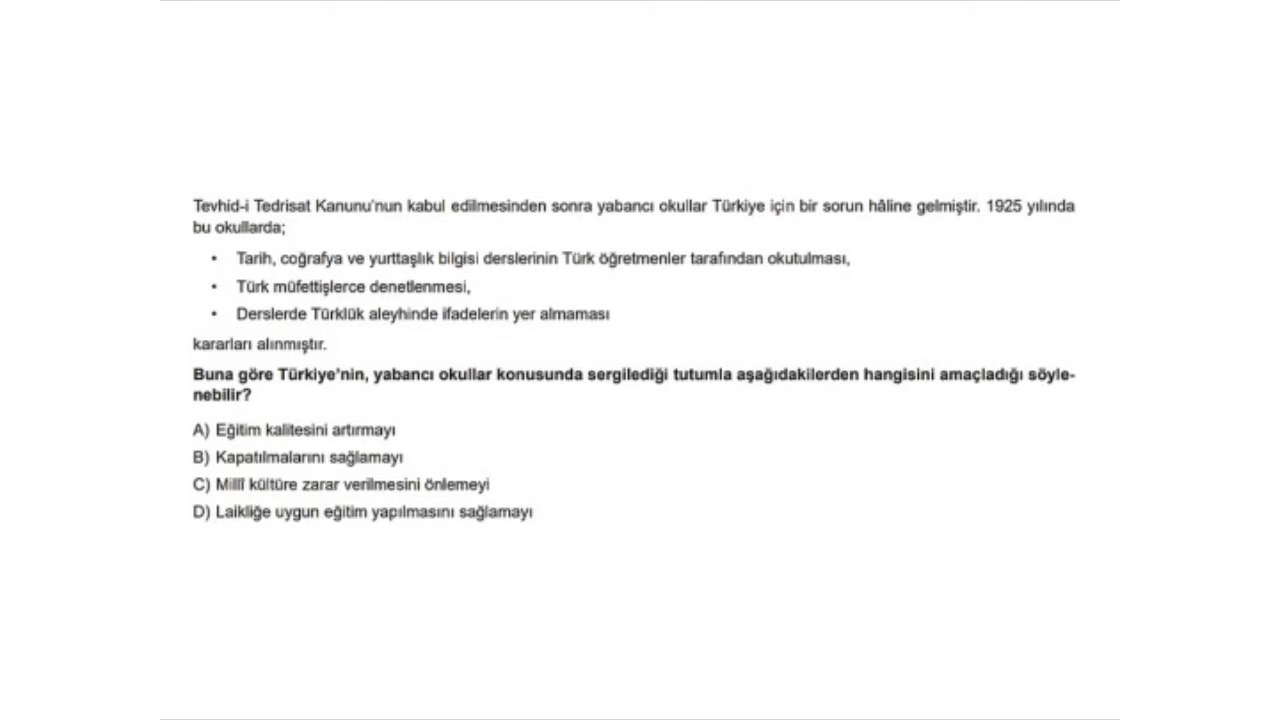 Tevhid-i Tedrisat Kanunu'nun kabul edilmesinden sonra yabancı okullar Türkiye için bir sorun hâline gelmiştir. 1925 yılında
bu okullarda;
• Tarih, coğrafya ve yurttaşlık bilgisi derslerinin Türk öğretmenler tarafından okutulması,
• Türk müfettişlerce denetlenmesi,
• Derslerde Türklük aleyhinde ifadelerin yer almaması
kararları alınmıştır.
Buna göre Türkiye'nin, yabancı okullar konusunda sergilediği tutumla aşağıdakilerden hangisini amaçladığı söyle-
nebilir?
A) Eğitim kalitesini artırmayı
B) Kapatılmalarını sağlamayı
C) Millî kültüre zarar verilmesini önlemeyi
D) Laikliğe uygun eğitim yapılmasını sağlamayı